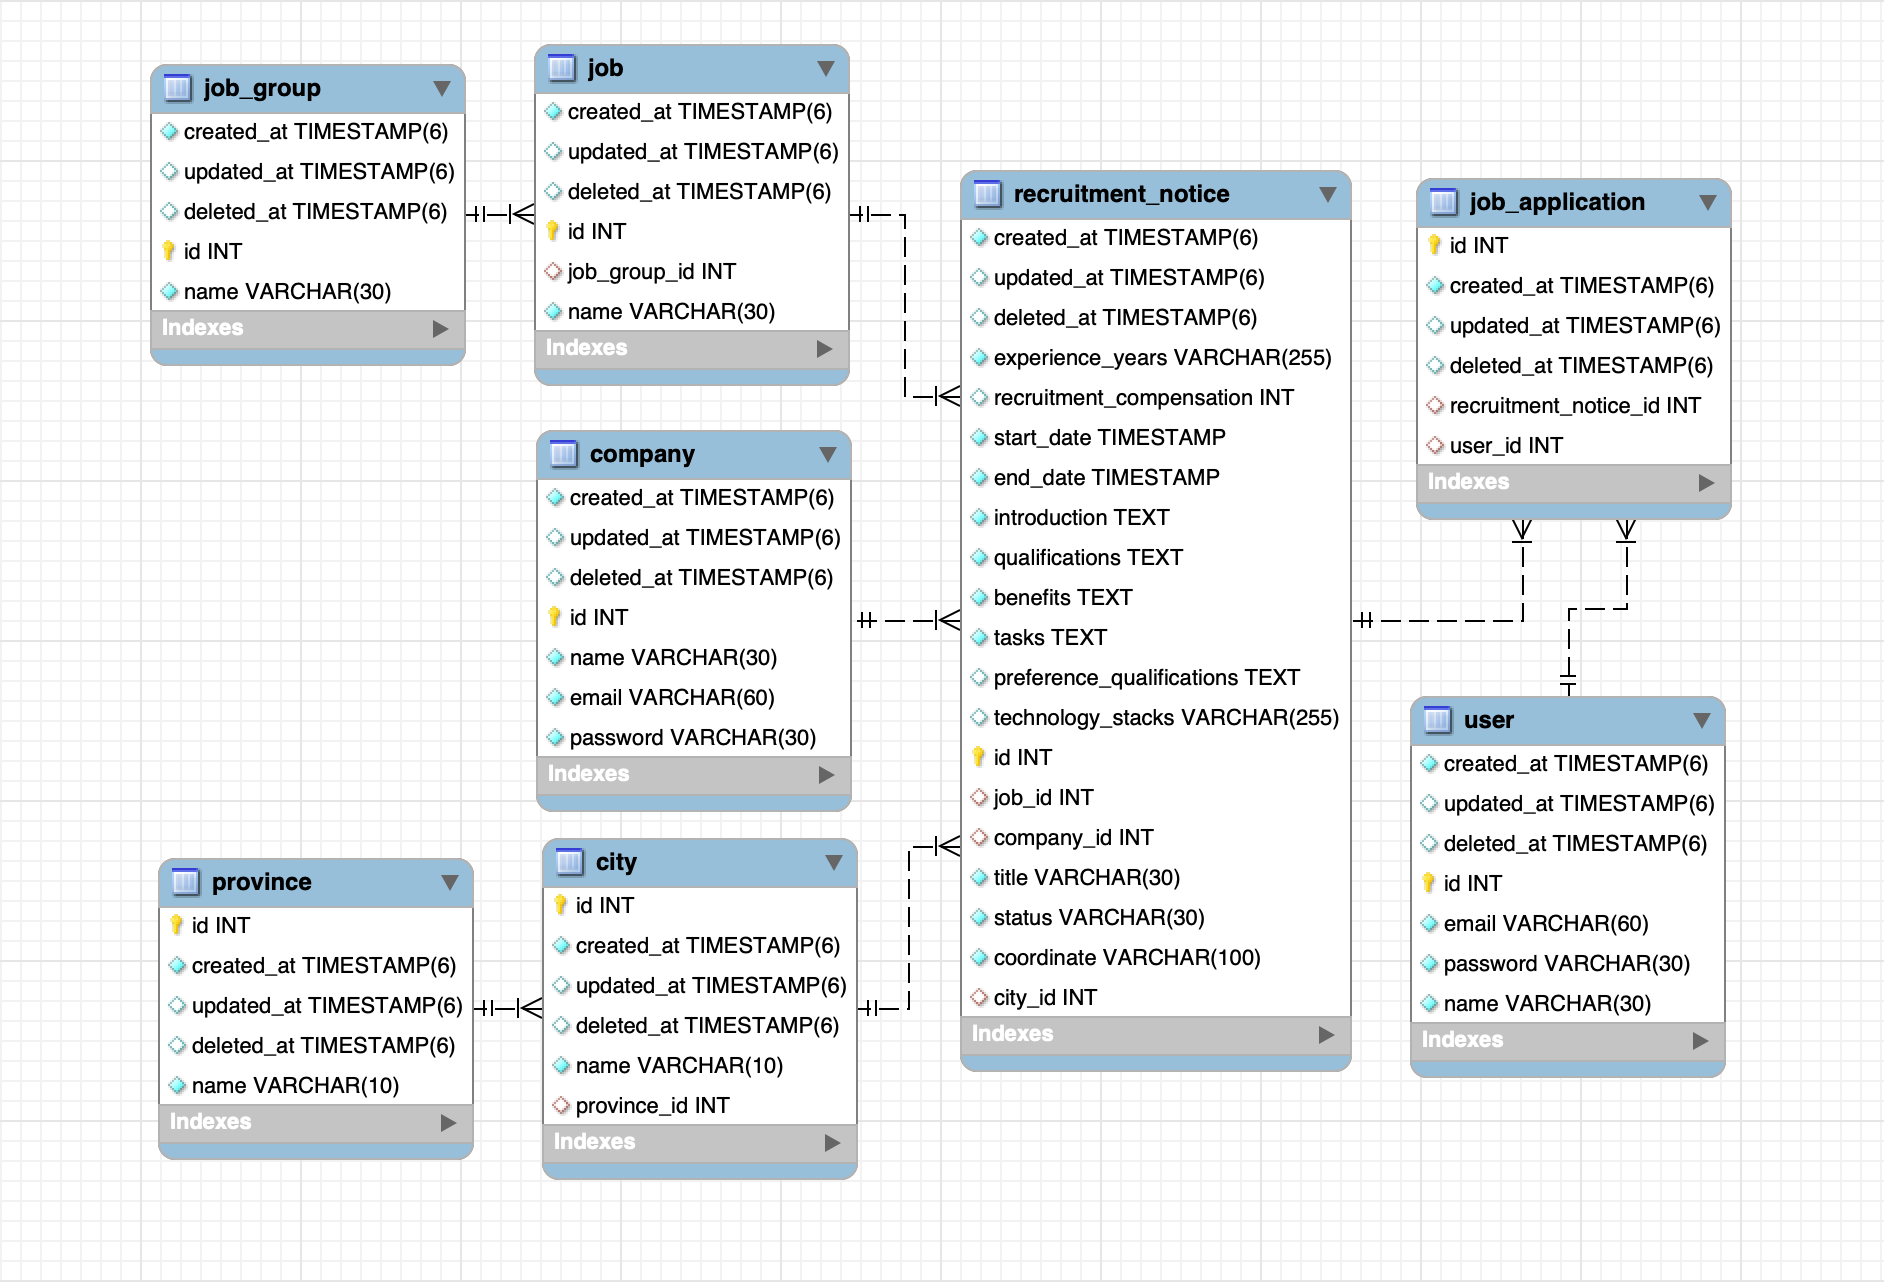 job_group
created_at TIMESTAMP(6)
updated_at TIMESTAMP(6)
deleted_at TIMESTAMP(6)
id INT
name VARCHAR(30)
Indexes
job
created_at TIMESTAMP(6)
updated_at TIMESTAMP(6)
deleted_at TIMESTAMP(6)
id INT
job_group_id INT
name VARCHAR(30)
Indexes
company
created_at TIMESTAMP(6)
updated_at TIMESTAMP(6)
deleted_at TIMESTAMP(6)
id INT
name VARCHAR(30)
email VARCHAR(60)
password VARCHAR(30)
Indexes
province
id INT
created_at TIMESTAMP(6)
updated_at TIMESTAMP(6)
deleted_at TIMESTAMP(6)
name VARCHAR(10)
Indexes
city
id INT
created_at TIMESTAMP(6)
updated_at TIMESTAMP(6)
deleted_at TIMESTAMP(6)
name VARCHAR(10)
province_id INT
Indexes
recruitment_notice
created_at TIMESTAMP(6)
updated_at TIMESTAMP(6)
deleted_at TIMESTAMP(6)
experience_years VARCHAR(255)
recruitment_compensation INT
start_date TIMESTAMP
end_date TIMESTAMP
introduction TEXT
qualifications TEXT
benefits TEXT
tasks TEXT
preference_qualifications TEXT
technology_stacks VARCHAR(255)
id INT
job_id INT
company_id INT
title VARCHAR(30)
status VARCHAR(30)
coordinate VARCHAR(100)
city_id INT
Indexes
job_application
id INT
created_at TIMESTAMP(6)
updated_at TIMESTAMP(6)
deleted_at TIMESTAMP(6)
recruitment_notice_id INT
user_id INT
Indexes
user
created_at TIMESTAMP(6)
updated_at TIMESTAMP(6)
deleted_at TIMESTAMP(6)
id INT
email VARCHAR(60)
password VARCHAR(30)
name VARCHAR(30)
Indexes